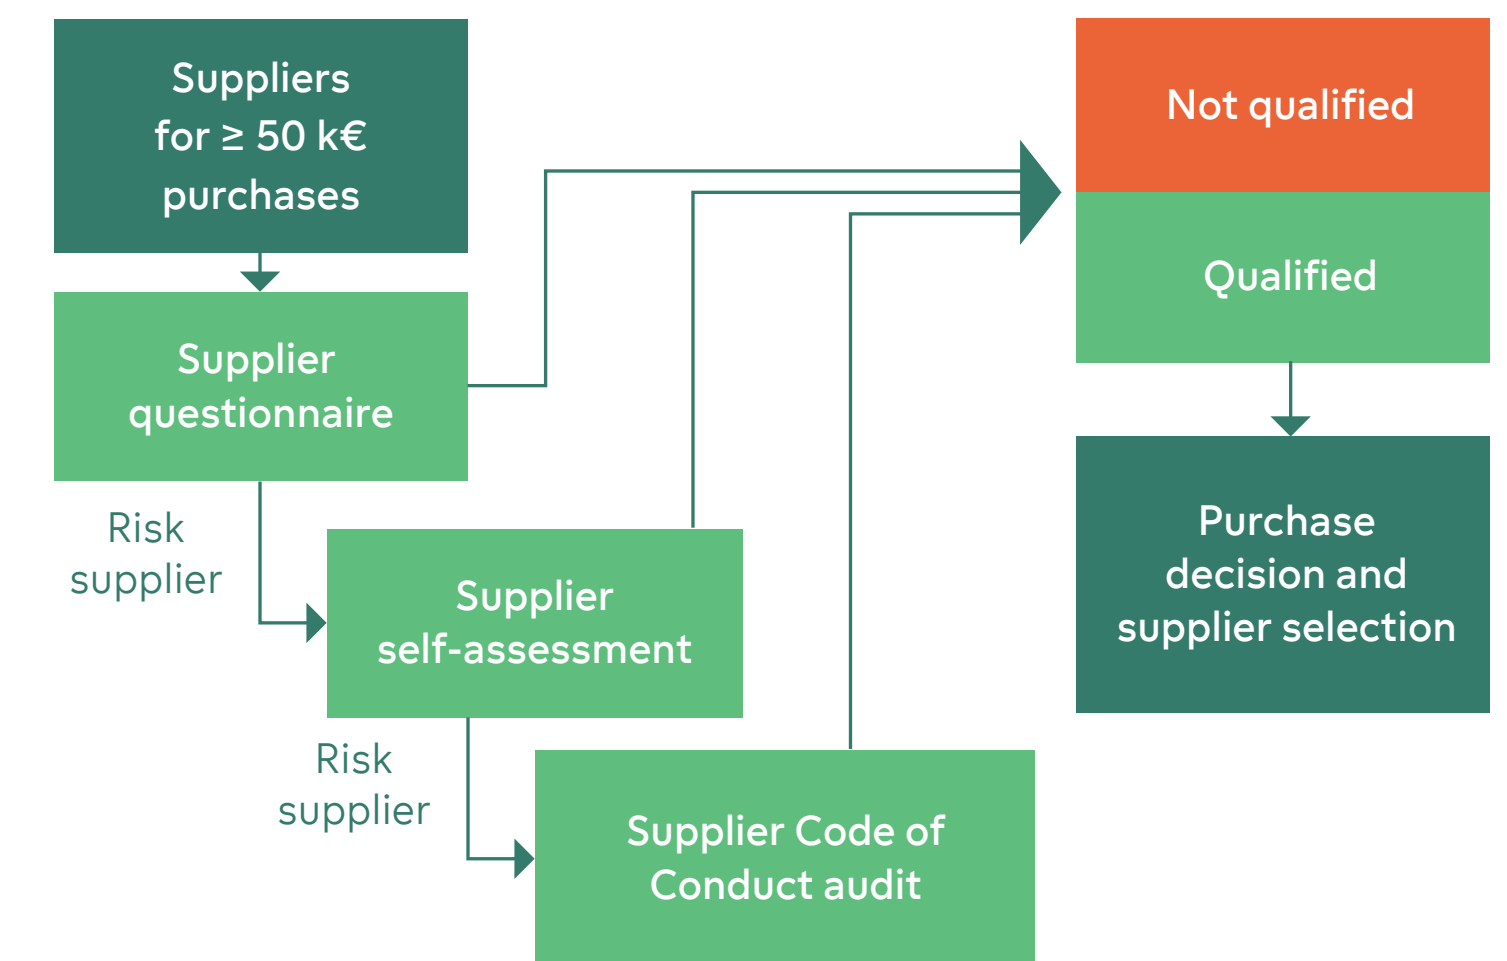 Suppliers
for ≥ 50 k€
purchases
Supplier
questionnaire
Risk
supplier
Supplier
self-assessment
Risk
supplier
Supplier Code of
Conduct audit
Not qualified
Qualified
Purchase
decision and
supplier selection